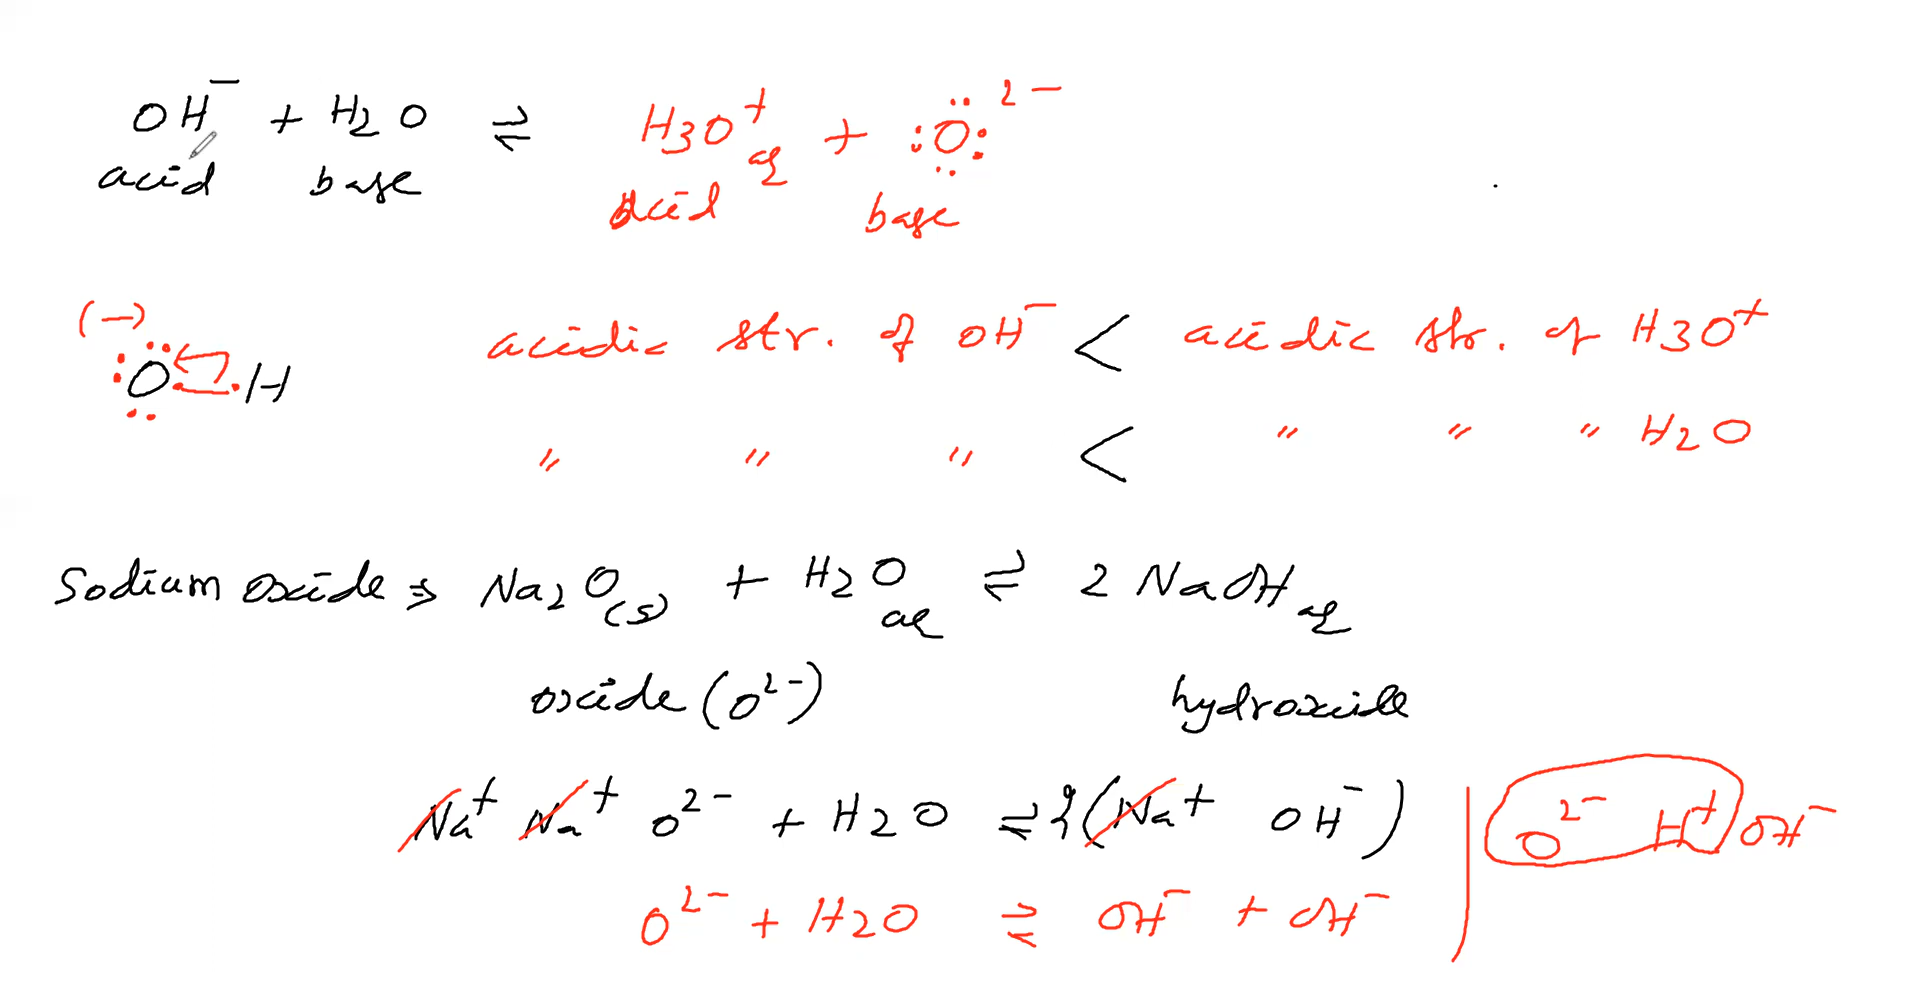 OH⁻ + H2O ⇌ H3O⁺ aq + :O: 2−
acid base acid base
(−)
:O: H acidic str. of OH⁻ < acidic str. of H3O⁺
" " " < " " " H2O
Sodium oxide ⇒ Na2O(s) + H2O aq ⇌ 2 NaOH aq
oxide (O²⁻) hydroxide
Na⁺ Na⁺ O²⁻ + H2O ⇌ 2(Na⁺ OH⁻) | O²⁻ H⁺ OH⁻
O²⁻ + H2O ⇌ OH⁻ + OH⁻